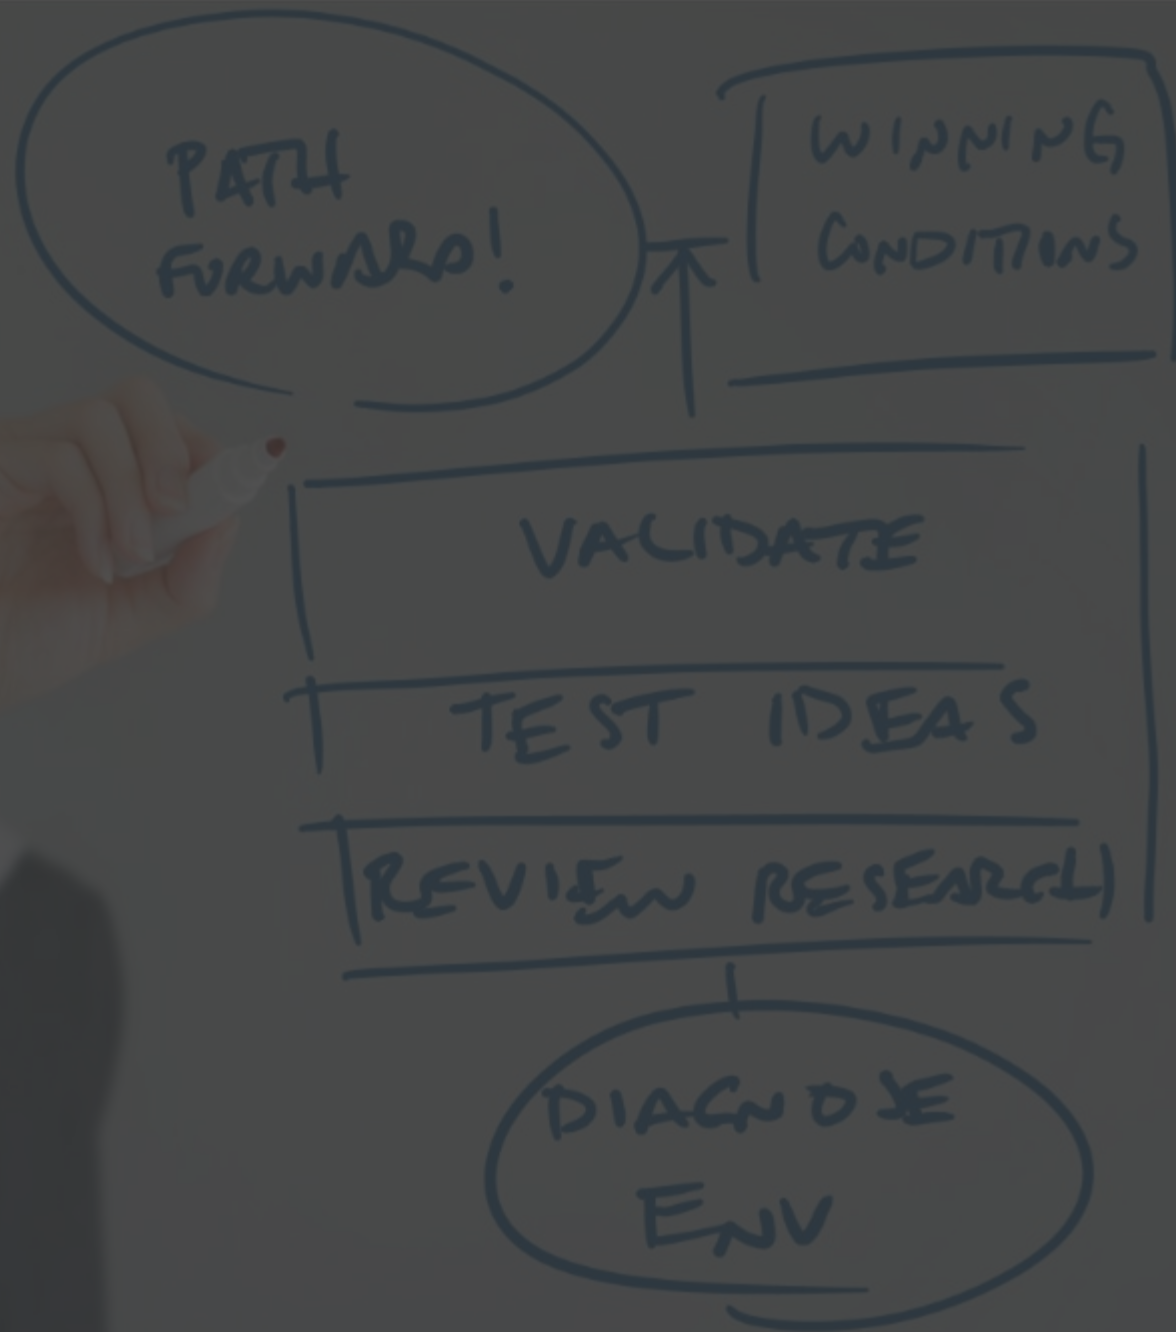 PATH
FORWARD!
WINNING
CONDITIONS
VALIDATE
TEST IDEAS
REVIEW RESEARCH
DIAGNOSE
ENV